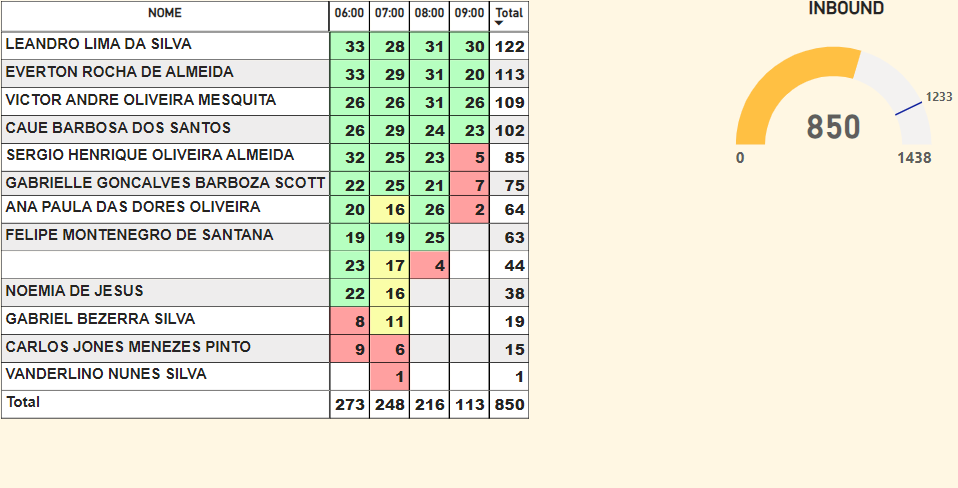 NOME 06:00 07:00 08:00 09:00 Total
LEANDRO LIMA DA SILVA 33 28 31 30 122
EVERTON ROCHA DE ALMEIDA 33 29 31 20 113
VICTOR ANDRE OLIVEIRA MESQUITA 26 26 31 26 109
CAUE BARBOSA DOS SANTOS 26 29 24 23 102
SERGIO HENRIQUE OLIVEIRA ALMEIDA 32 25 23 5 85
GABRIELLE GONCALVES BARBOZA SCOTT 22 25 21 7 75
ANA PAULA DAS DORES OLIVEIRA 20 16 26 2 64
FELIPE MONTENEGRO DE SANTANA 19 19 25 63
23 17 4 44
NOEMIA DE JESUS 22 16 38
GABRIEL BEZERRA SILVA 8 11 19
CARLOS JONES MENEZES PINTO 9 6 15
VANDERLINO NUNES SILVA 1 1
Total 273 248 216 113 850
INBOUND
1233
850
0 1438